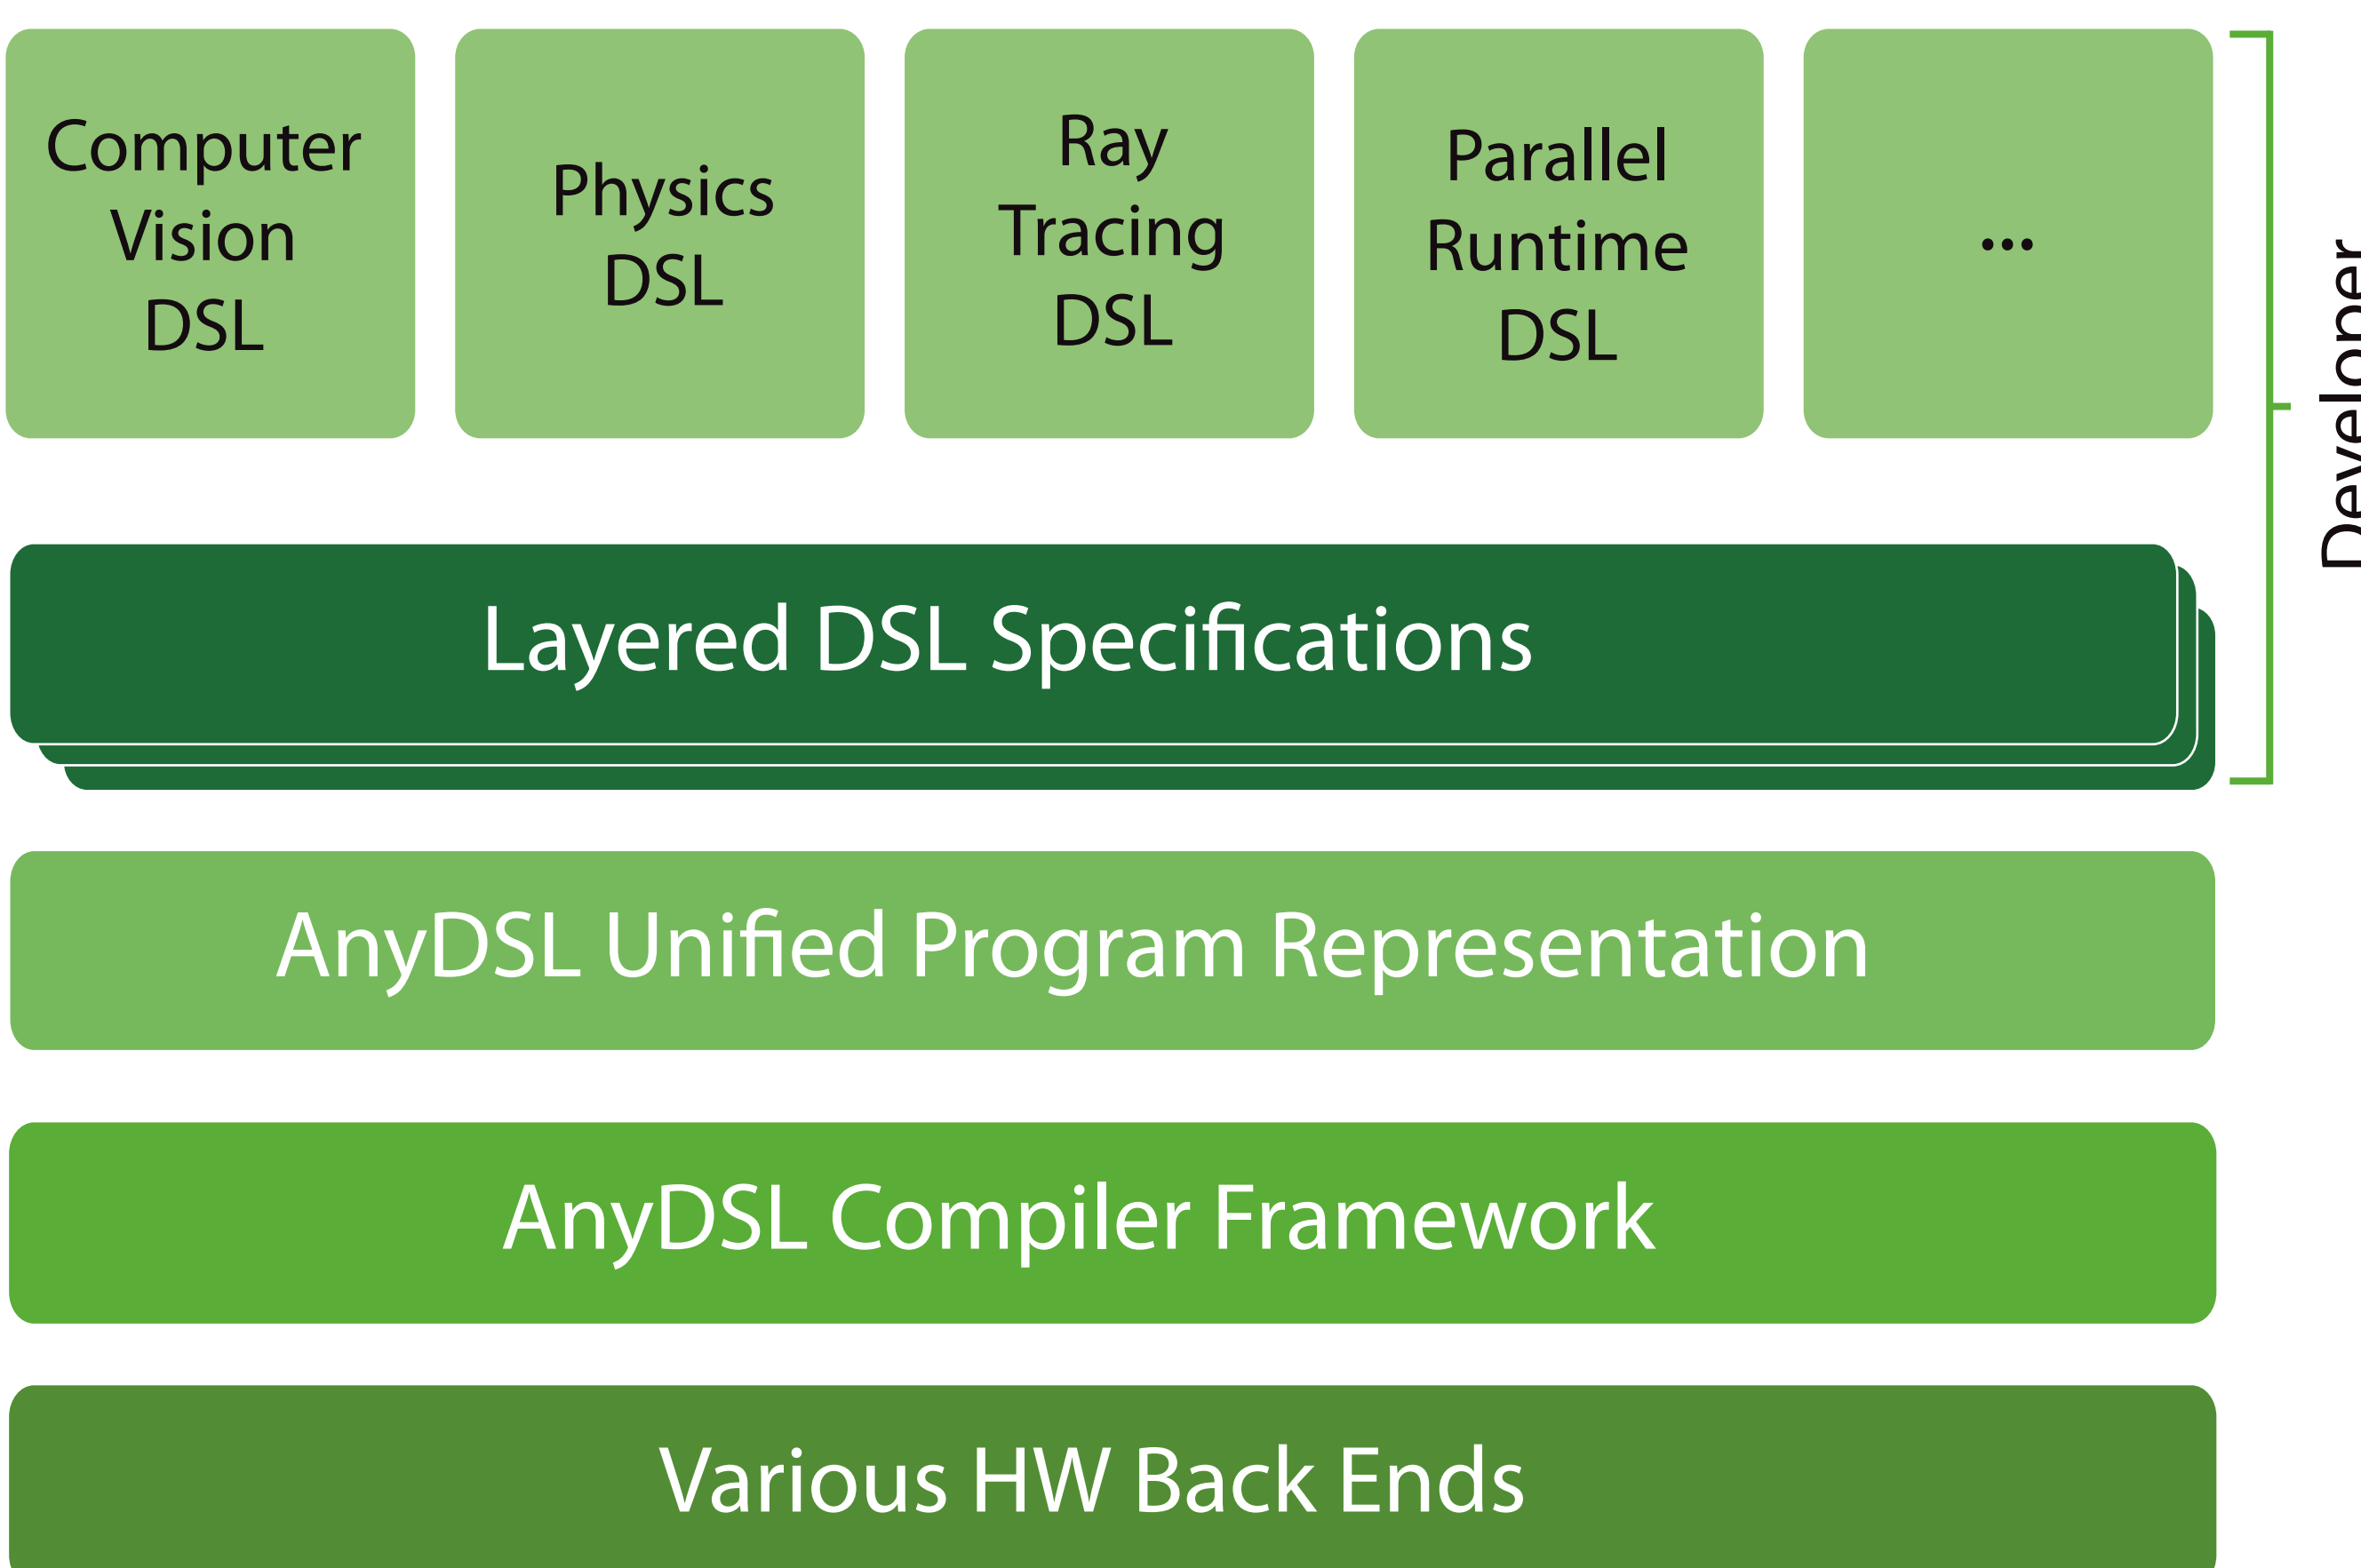 Computer
Vision
DSL
Physics
DSL
Ray
Tracing
DSL
Parallel
Runtime
DSL
...
Developer
Layered DSL Specifications
AnyDSL Unified Program Representation
AnyDSL Compiler Framework
Various HW Back Ends